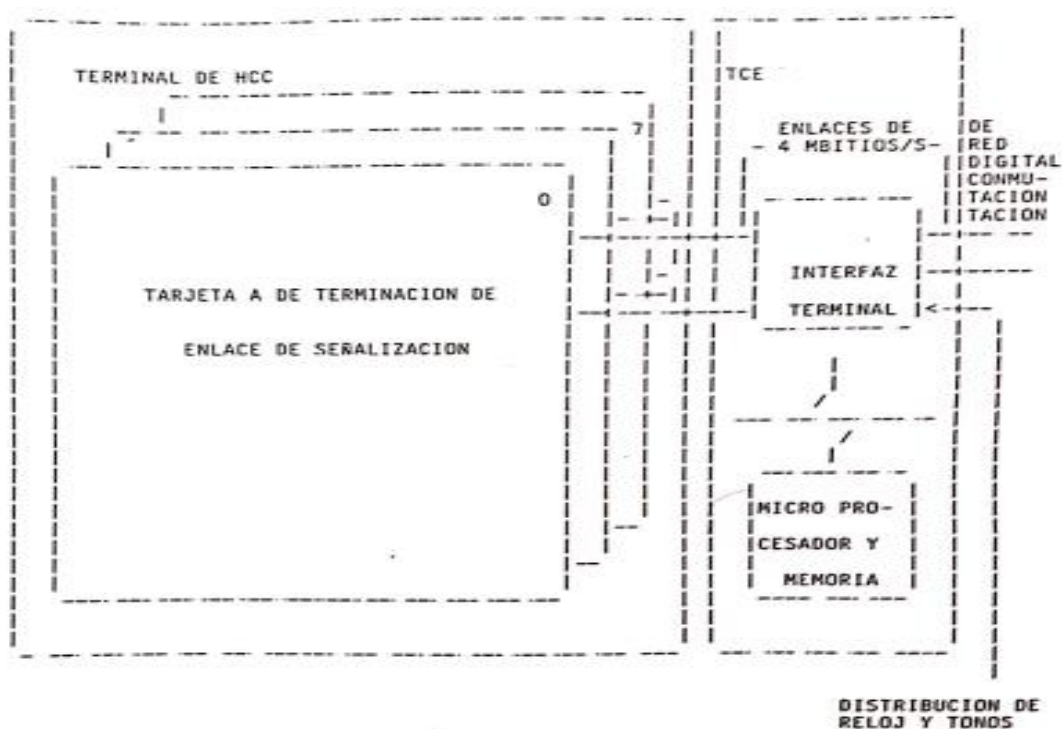 TERMINAL DE HCC
TCE
7
ENLACES DE
4 MBITIOS/S
DE
RED
DIGITAL
CONMU-
TACION
TACION
0
TARJETA A DE TERMINACION DE
ENLACE DE SEÑALIZACION
INTERFAZ
TERMINAL
MICRO PRO-
CESADOR Y
MEMORIA
DISTRIBUCION DE
RELOJ Y TONOS